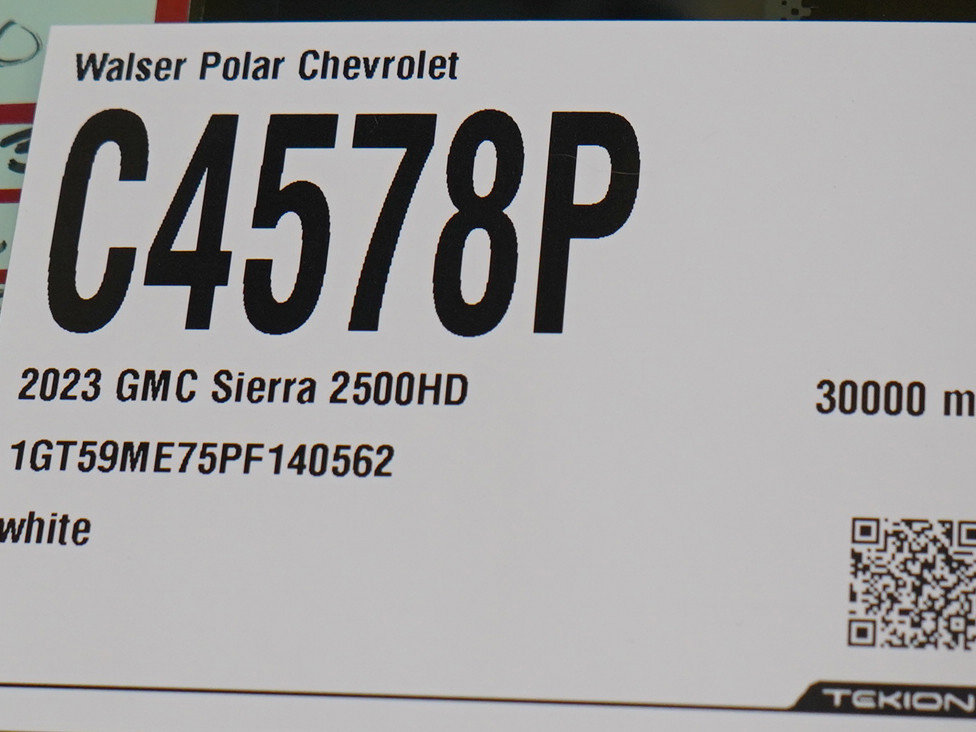 Walser Polar Chevrolet
C4578P
2023 GMC Sierra 2500HD
30000 m
1GT59ME75PF140562
white
TEKION